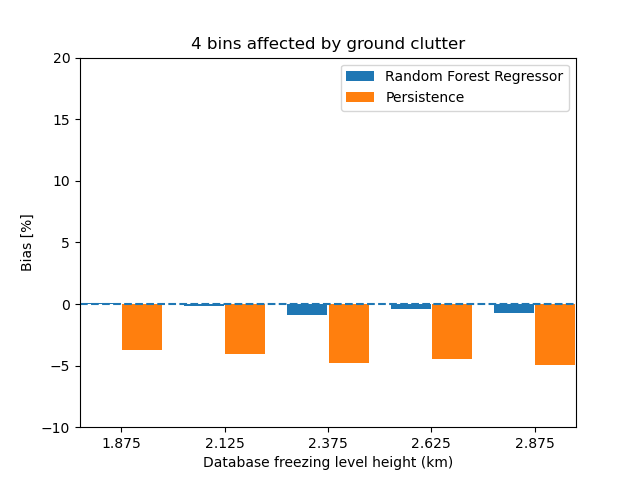 4 bins affected by ground clutter
Random Forest Regressor
Persistence
Bias [%]
20
15
10
5
0
−5
−10
1.875 2.125 2.375 2.625 2.875
Database freezing level height (km)